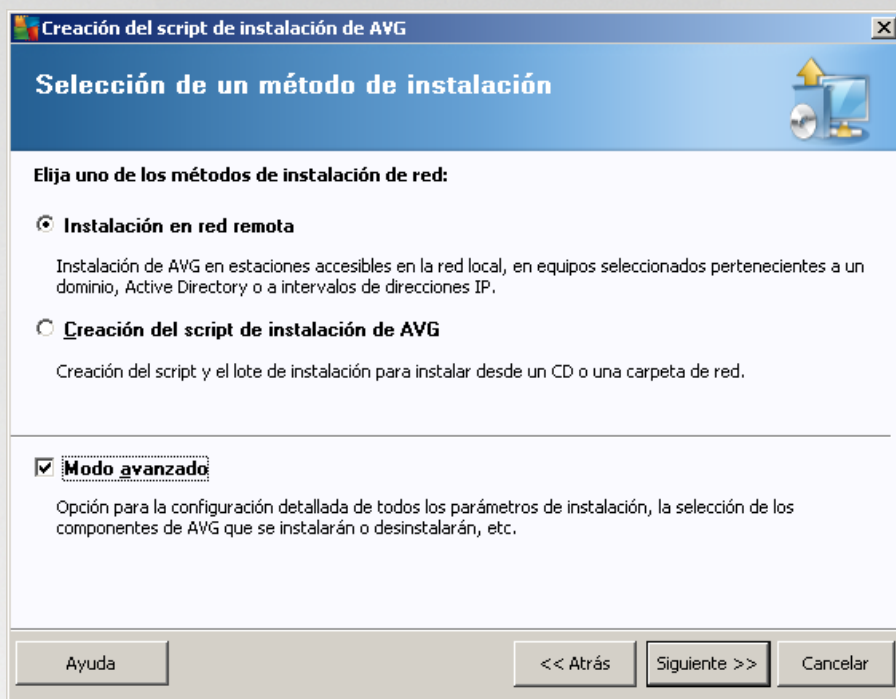 Creación del script de instalación de AVG
Selección de un método de instalación
Elija uno de los métodos de instalación de red:
Instalación en red remota
Instalación de AVG en estaciones accesibles en la red local, en equipos seleccionados pertenecientes a un
dominio, Active Directory o a intervalos de direcciones IP.
Creación del script de instalación de AVG
Creación del script y el lote de instalación para instalar desde un CD o una carpeta de red.
Modo avanzado
Opción para la configuración detallada de todos los parámetros de instalación, la selección de los
componentes de AVG que se instalarán o desinstalarán, etc.
Ayuda
<< Atrás
Siguiente >>
Cancelar